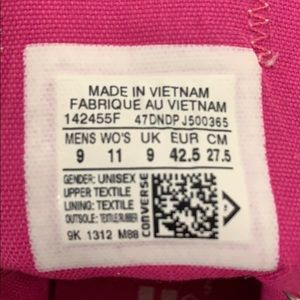 MADE IN VIETNAM
FABRIQUE AU VIETNAM
142455F 47DNDPJ500365
MENS WO'S UK EUR CM
9 11 9 42.5 27.5
GENDER: UNISEX
UPPER TEXTILE
LINING: TEXTILE
OUTSOLE: TEXTILE/RUBBER
CONVERSE
9K 1312 M88